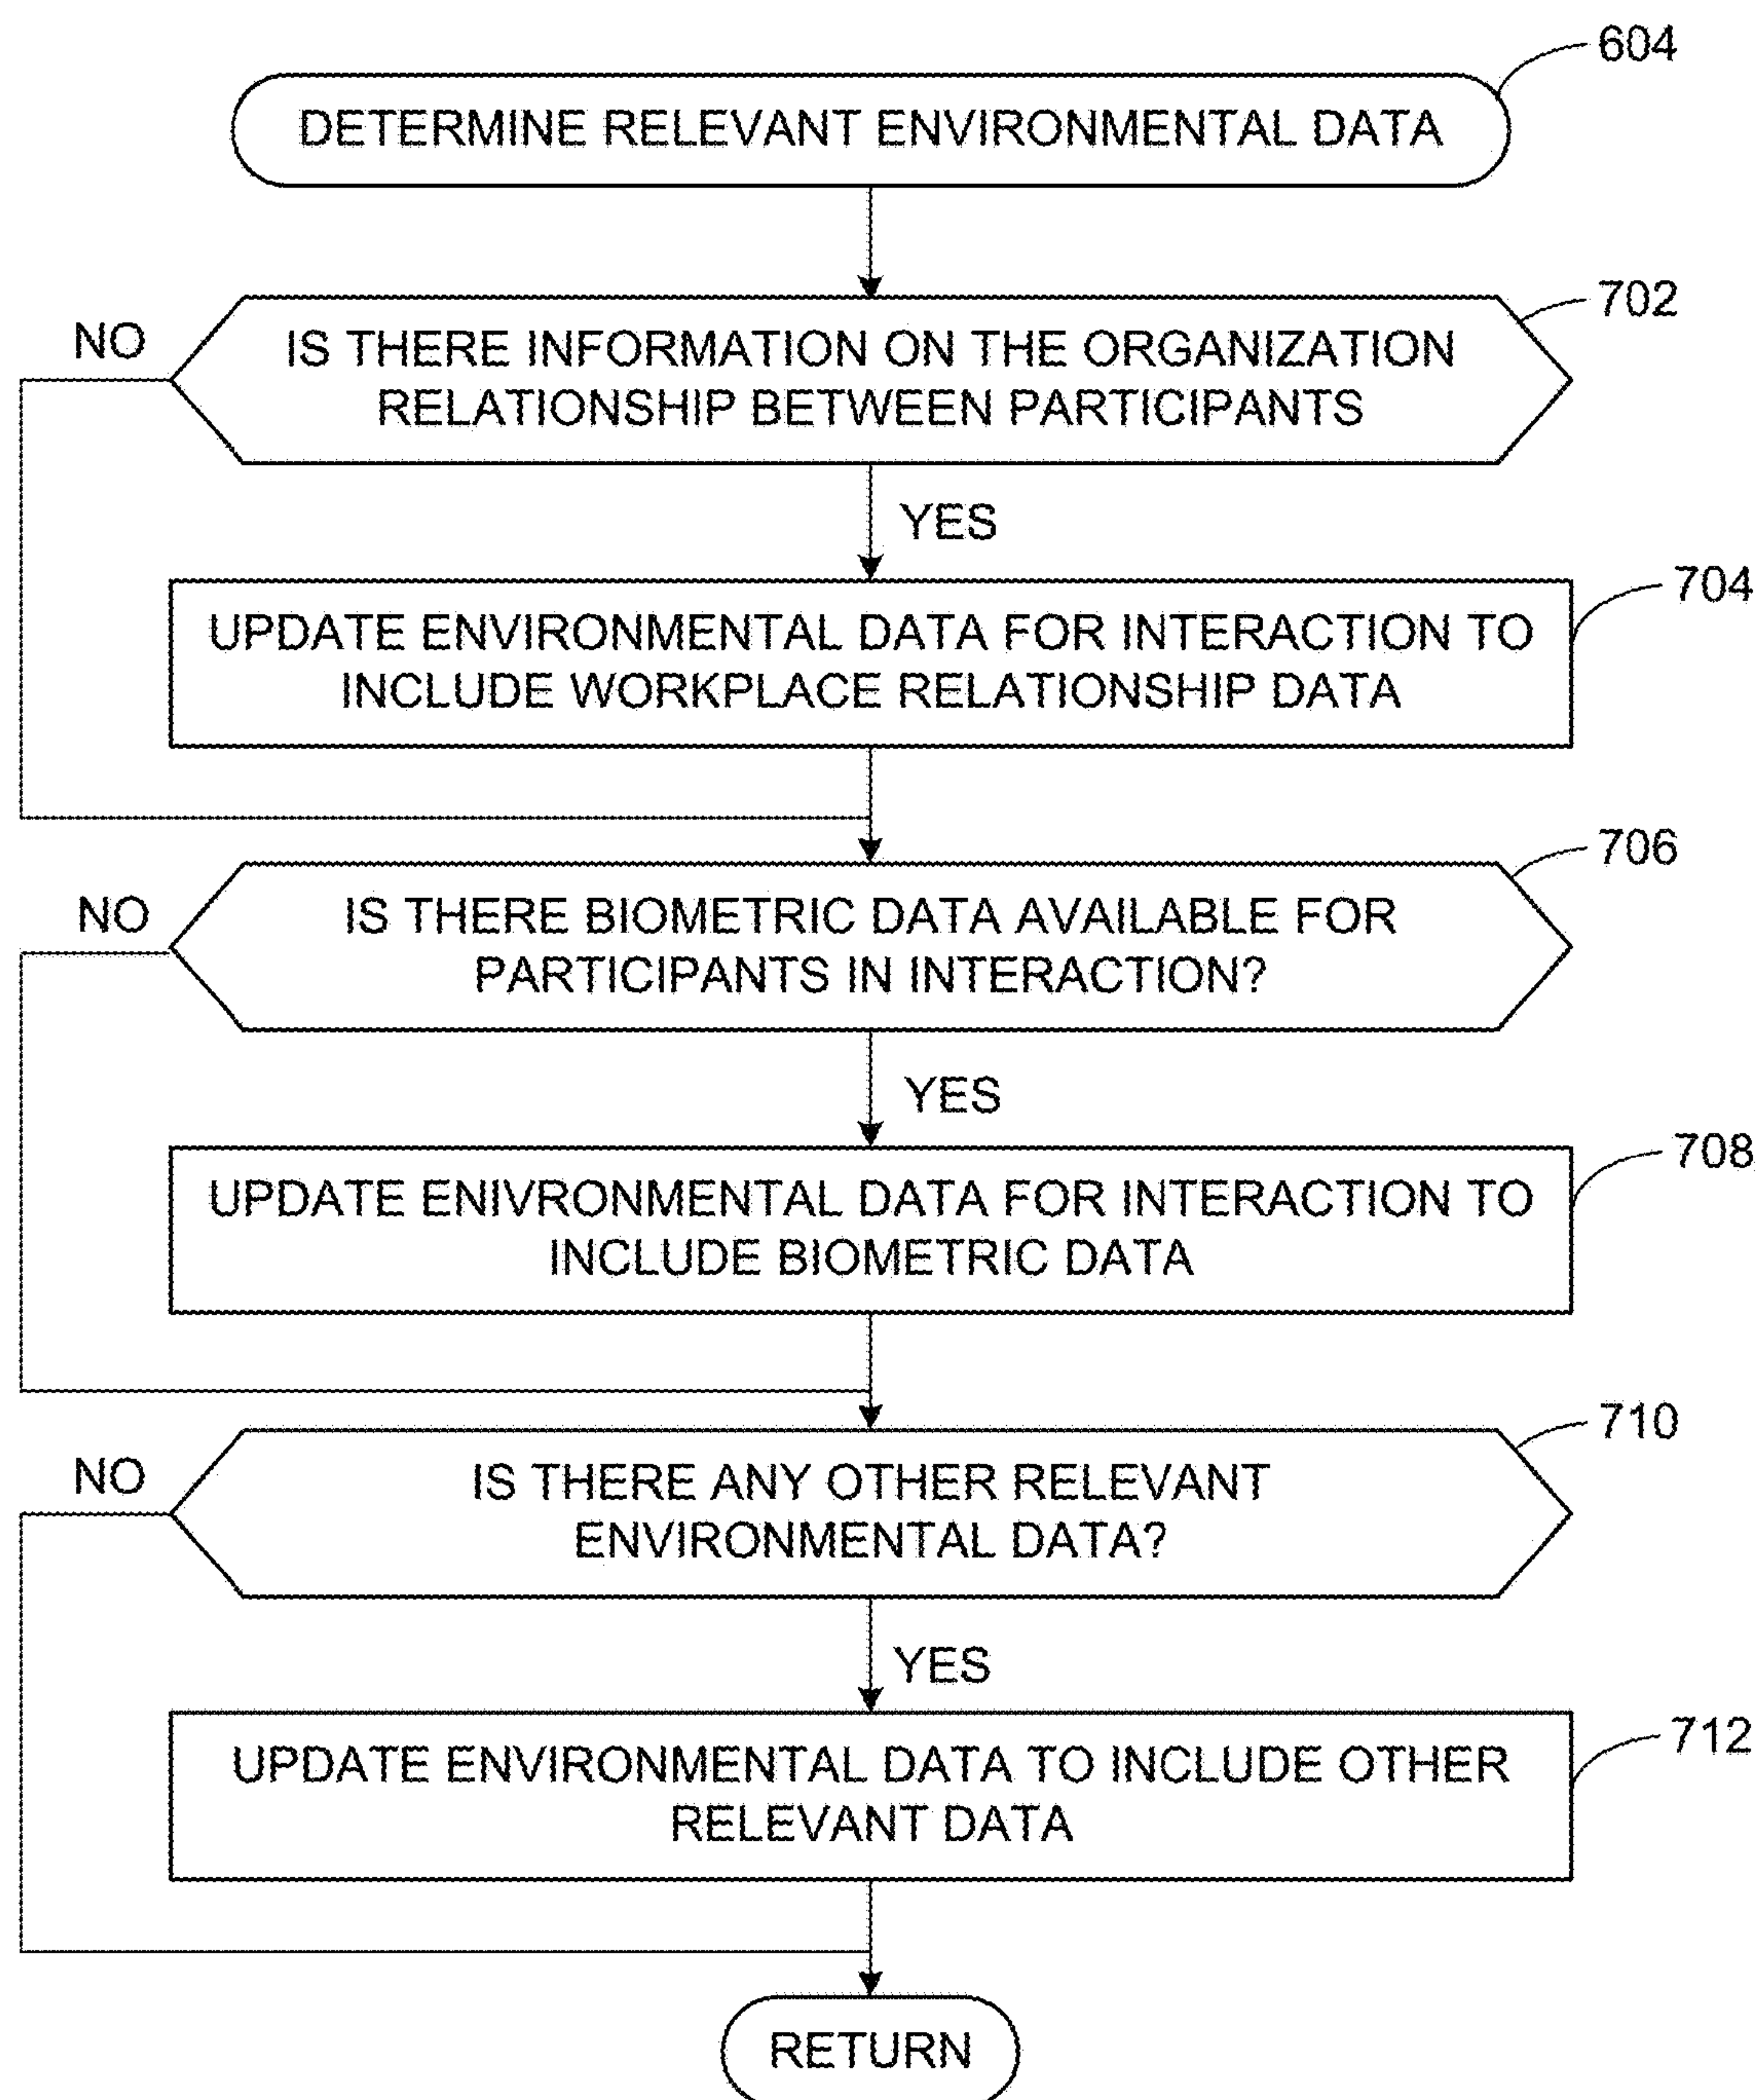 604
DETERMINE RELEVANT ENVIRONMENTAL DATA
702
NO
IS THERE INFORMATION ON THE ORGANIZATION
RELATIONSHIP BETWEEN PARTICIPANTS
YES
704
UPDATE ENVIRONMENTAL DATA FOR INTERACTION TO
INCLUDE WORKPLACE RELATIONSHIP DATA
706
NO
IS THERE BIOMETRIC DATA AVAILABLE FOR
PARTICIPANTS IN INTERACTION?
YES
708
UPDATE ENIVRONMENTAL DATA FOR INTERACTION TO
INCLUDE BIOMETRIC DATA
710
NO
IS THERE ANY OTHER RELEVANT
ENVIRONMENTAL DATA?
YES
712
UPDATE ENVIRONMENTAL DATA TO INCLUDE OTHER
RELEVANT DATA
RETURN